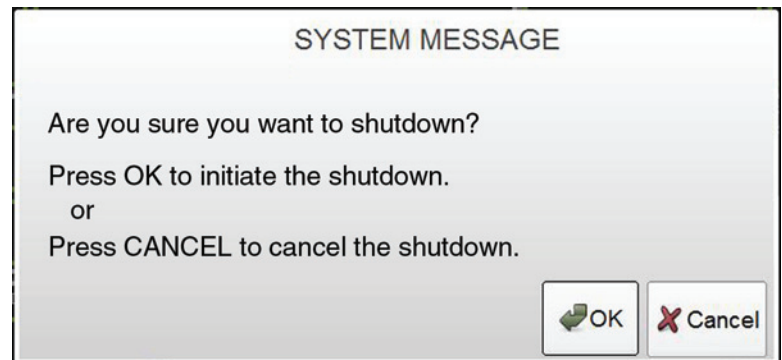 SYSTEM MESSAGE
Are you sure you want to shutdown?
Press OK to initiate the shutdown.
or
Press CANCEL to cancel the shutdown.
OK
Cancel